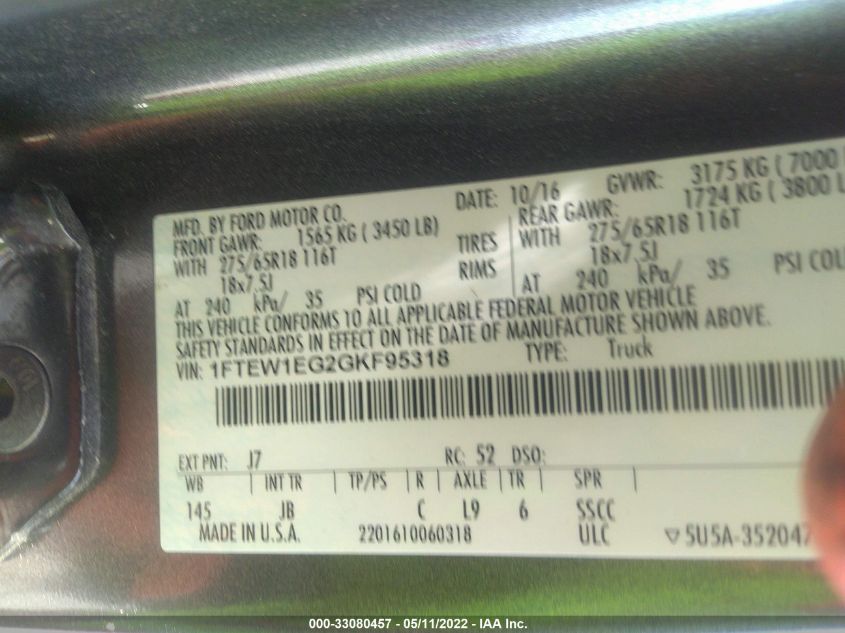 MFD. BY FORD MOTOR CO. DATE: 10/16 GVWR: 3175 KG ( 7000
FRONT GAWR: 1565 KG ( 3450 LB) REAR GAWR: 1724 KG ( 3800 L
WITH 275/65R18 116T TIRES WITH 275/65R18 116T
18x7.5J RIMS 18x7.5J
AT 240 kPa/ 35 PSI COLD AT 240 kPa/ 35 PSI COL
THIS VEHICLE CONFORMS TO ALL APPLICABLE FEDERAL MOTOR VEHICLE
SAFETY STANDARDS IN EFFECT ON THE DATE OF MANUFACTURE SHOWN ABOVE.
VIN: 1FTEW1EG2GKF95318 TYPE: Truck
EXT PNT: J7 RC: 52 DSO:
WB INT TR TP/PS R AXLE TR SPR
145 JB C L9 6 SSCC
MADE IN U.S.A. 2201610060318 ULC ▽5U5A-352047
000-33080457 - 05/11/2022 - IAA Inc.